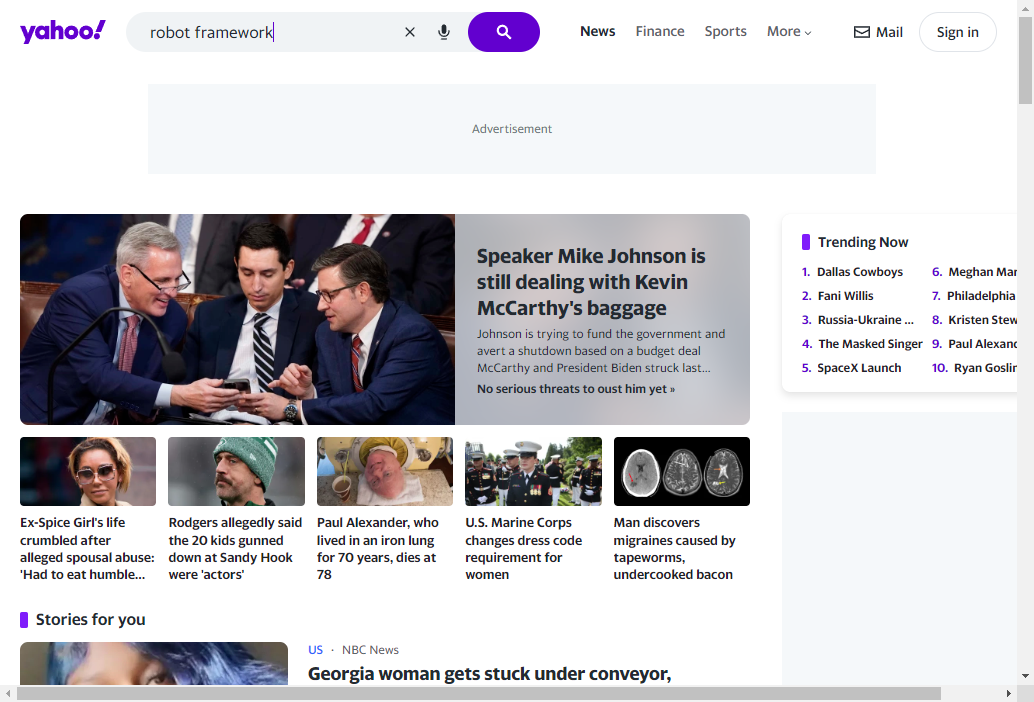 yahoo!
robot framework
News
Finance
Sports
More
Mail
Sign in
Advertisement
Speaker Mike Johnson is
still dealing with Kevin
McCarthy's baggage
Johnson is trying to fund the government and
avert a shutdown based on a budget deal
McCarthy and President Biden struck last...
No serious threats to oust him yet »
Trending Now
1. Dallas Cowboys
2. Fani Willis
3. Russia-Ukraine ...
4. The Masked Singer
5. SpaceX Launch
6. Meghan Mar
7. Philadelphia
8. Kristen Stew
9. Paul Alexand
10. Ryan Goslin
Ex-Spice Girl's life
crumbled after
alleged spousal abuse:
'Had to eat humble...
Rodgers allegedly said
the 20 kids gunned
down at Sandy Hook
were 'actors'
Paul Alexander, who
lived in an iron lung
for 70 years, dies at
78
U.S. Marine Corps
changes dress code
requirement for
women
Man discovers
migraines caused by
tapeworms,
undercooked bacon
Stories for you
US · NBC News
Georgia woman gets stuck under conveyor,